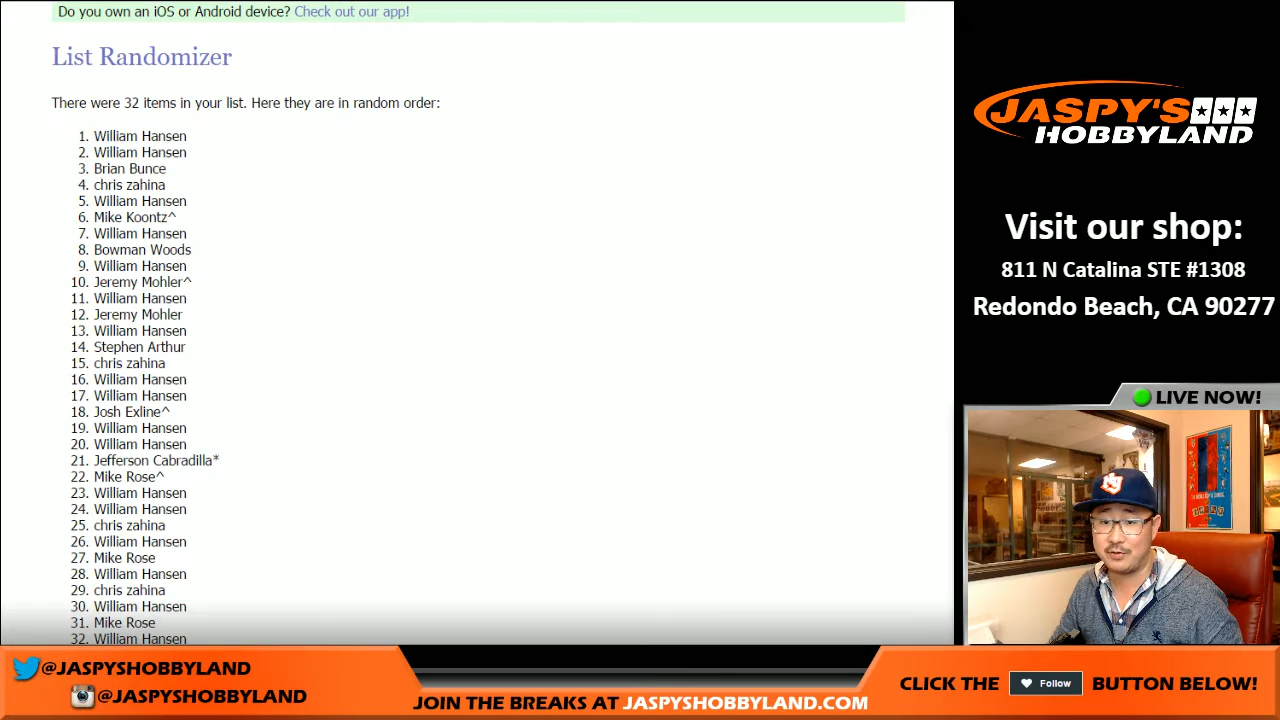 Do you own an iOS or Android device? Check out our app!
List Randomizer
There were 32 items in your list. Here they are in random order:
1. William Hansen
2. William Hansen
3. Brian Bunce
4. chris zahina
5. William Hansen
6. Mike Koontz^
7. William Hansen
8. Bowman Woods
9. William Hansen
10. Jeremy Mohler^
11. William Hansen
12. Jeremy Mohler
13. William Hansen
14. Stephen Arthur
15. chris zahina
16. William Hansen
17. William Hansen
18. Josh Exline^
19. William Hansen
20. William Hansen
21. Jefferson Cabradilla*
22. Mike Rose^
23. William Hansen
24. William Hansen
25. chris zahina
26. William Hansen
27. Mike Rose
28. William Hansen
29. chris zahina
30. William Hansen
31. Mike Rose
32. William Hansen
JASPY'S
HOBBYLAND
Visit our shop:
811 N Catalina STE #1308
Redondo Beach, CA 90277
LIVE NOW!
@JASPYSHOBBYLAND
@JASPYSHOBBYLAND
JOIN THE BREAKS AT JASPYSHOBBYLAND.COM
CLICK THE Follow BUTTON BELOW!